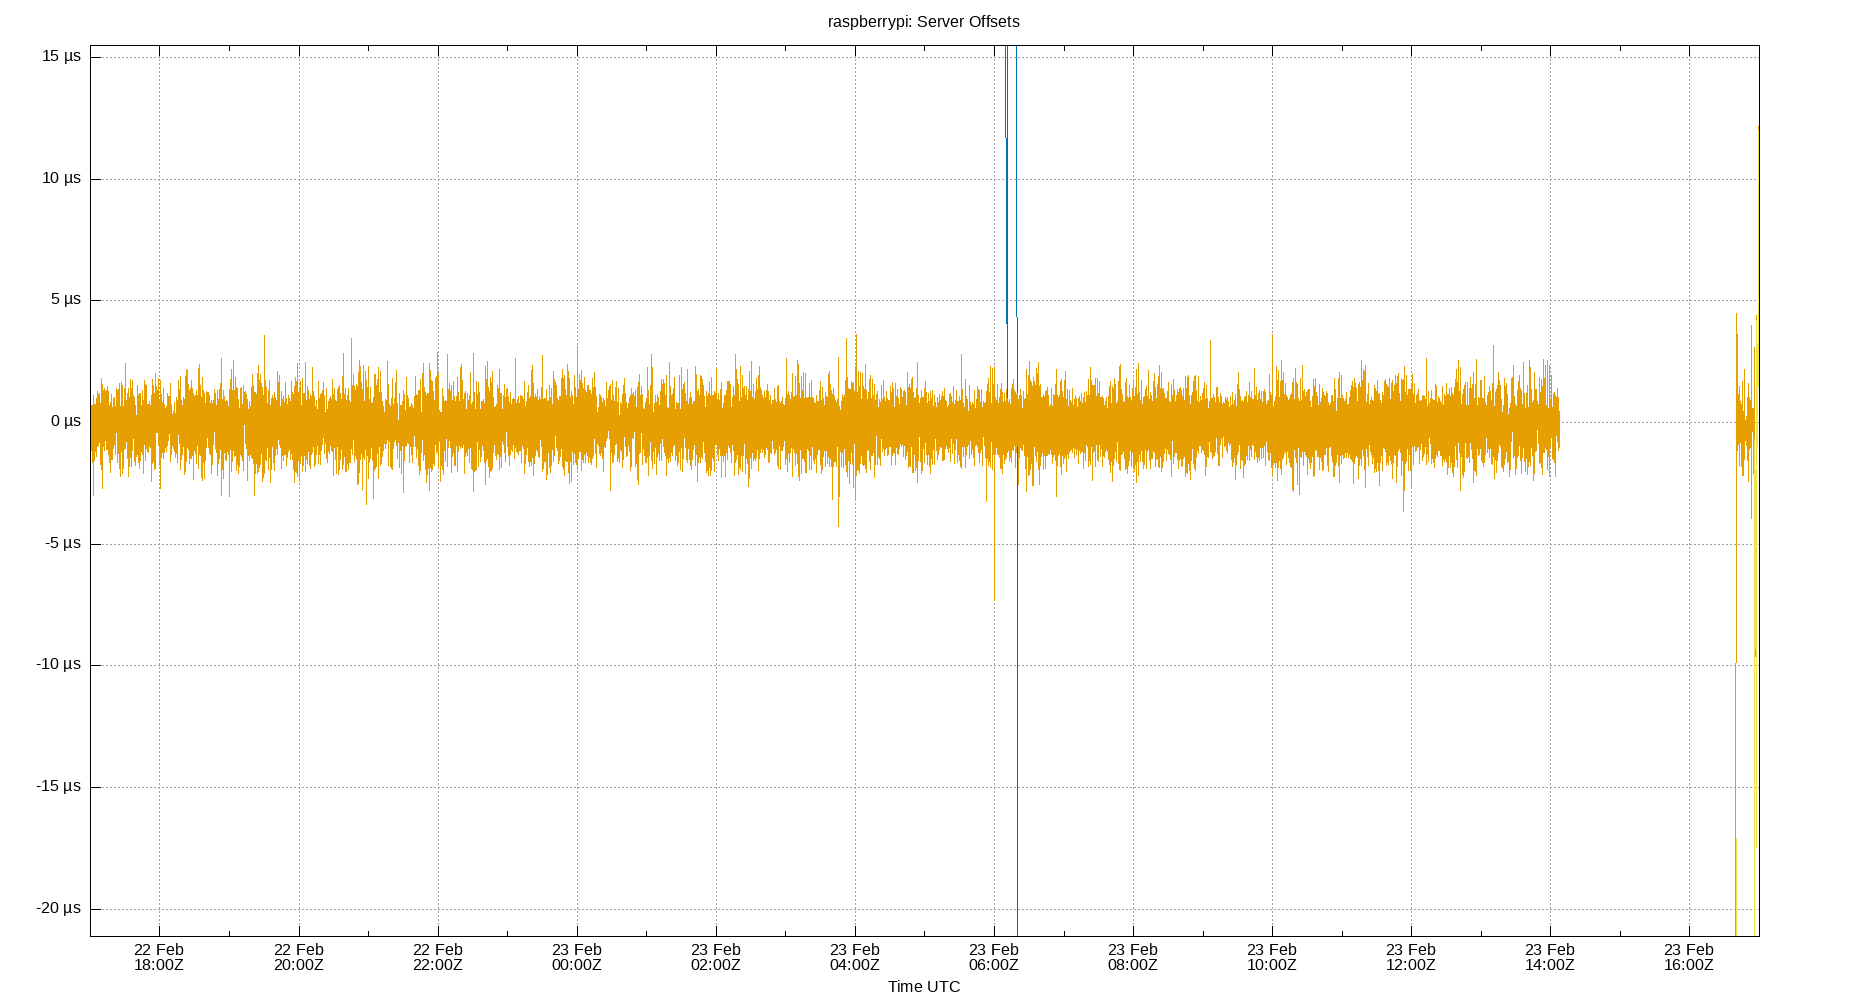 raspberrypi: Server Offsets
15 µs
10 µs
5 µs
0 µs
-5 µs
-10 µs
-15 µs
-20 µs
22 Feb 22 Feb 22 Feb 23 Feb 23 Feb 23 Feb 23 Feb 23 Feb 23 Feb 23 Feb 23 Feb 23 Feb
18:00Z 20:00Z 22:00Z 00:00Z 02:00Z 04:00Z 06:00Z 08:00Z 10:00Z 12:00Z 14:00Z 16:00Z
Time UTC